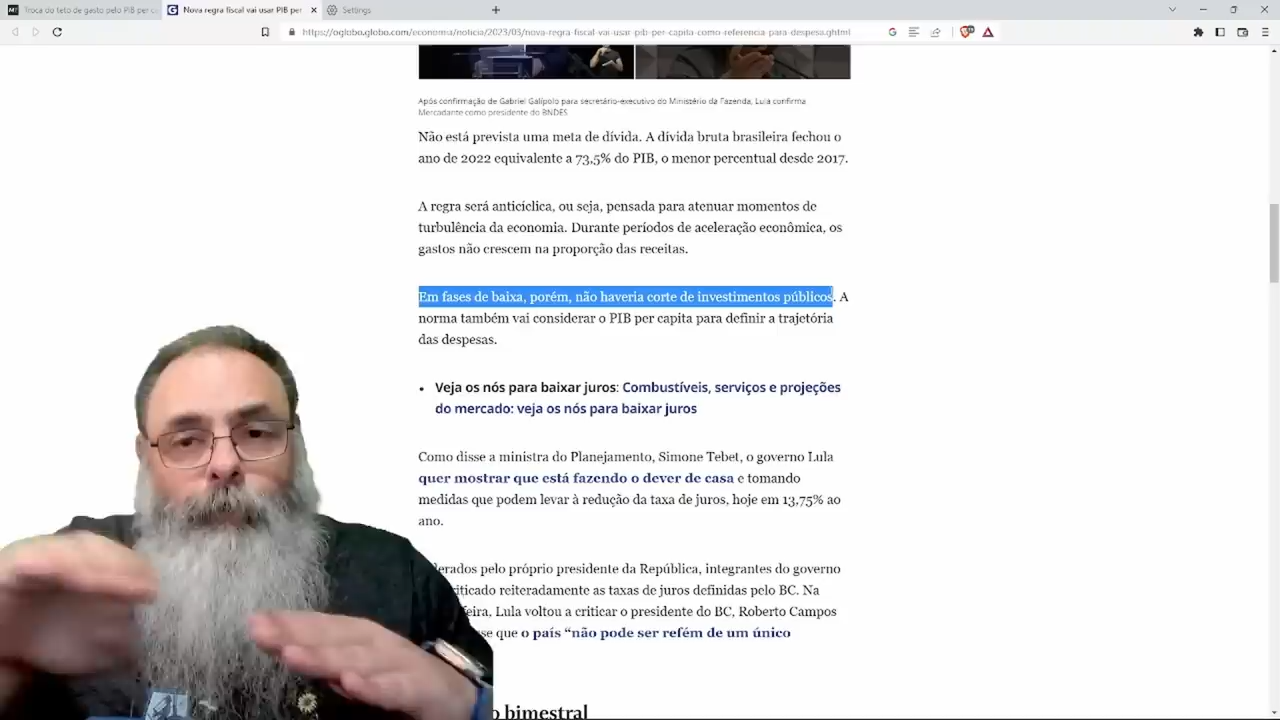 Troca do teto de gasto pelo PIB per c
Nova regra fiscal vai usar PIB per
Settings
https://oglobo.globo.com/economia/noticia/2023/03/nova-regra-fiscal-vai-usar-pib-per-capita-como-referencia-para-despesa.ghtml
Após confirmação de Gabriel Galípolo para secretário-executivo do Ministério da Fazenda, Lula confirma
Mercadante como presidente do BNDES
Não está prevista uma meta de dívida. A dívida bruta brasileira fechou o
ano de 2022 equivalente a 73,5% do PIB, o menor percentual desde 2017.
A regra será anticíclica, ou seja, pensada para atenuar momentos de
turbulência da economia. Durante períodos de aceleração econômica, os
gastos não crescem na proporção das receitas.
Em fases de baixa, porém, não haveria corte de investimentos públicos. A
norma também vai considerar o PIB per capita para definir a trajetória
das despesas.
• Veja os nós para baixar juros: Combustíveis, serviços e projeções
do mercado: veja os nós para baixar juros
Como disse a ministra do Planejamento, Simone Tebet, o governo Lula
quer mostrar que está fazendo o dever de casa e tomando
medidas que podem levar à redução da taxa de juros, hoje em 13,75% ao
ano.
pelo próprio presidente da República, integrantes do governo
reiteradamente as taxas de juros definidas pelo BC. Na
feira, Lula voltou a criticar o presidente do BC, Roberto Campos
que o país “não pode ser refém de um único
bimestral